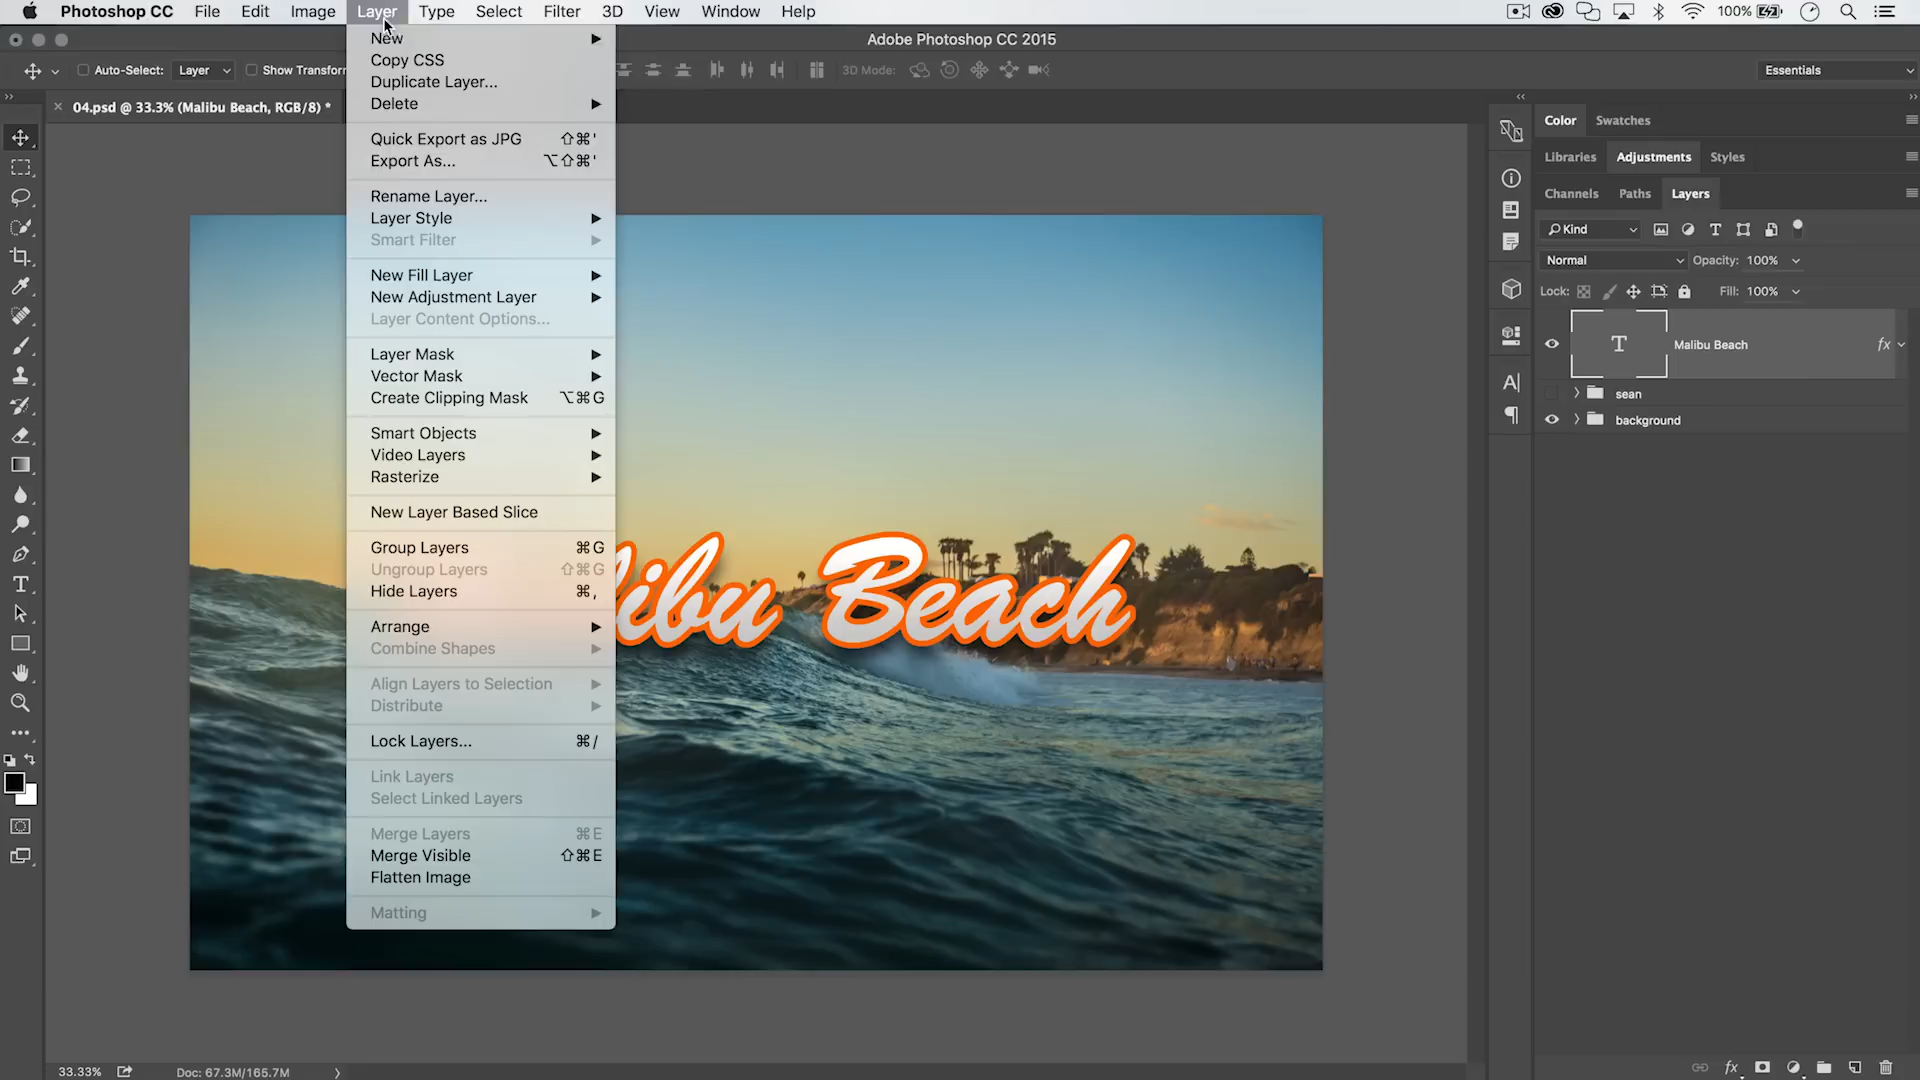 Photoshop CC File Edit Image Layer Type Select Filter 3D View Window Help 100%
Adobe Photoshop CC 2015
Auto-Select: Layer Show Transfor 3D Mode: Essentials
04.psd @ 33.3% (Malibu Beach, RGB/8) *
New
Copy CSS
Duplicate Layer...
Delete
Quick Export as JPG ⇧⌘'
Export As... ⌥⇧⌘'
Rename Layer...
Layer Style
Smart Filter
New Fill Layer
New Adjustment Layer
Layer Content Options...
Layer Mask
Vector Mask
Create Clipping Mask ⌥⌘G
Smart Objects
Video Layers
Rasterize
New Layer Based Slice
Group Layers ⌘G
Ungroup Layers ⇧⌘G
Hide Layers ⌘,
Arrange
Combine Shapes
Align Layers to Selection
Distribute
Lock Layers... ⌘/
Link Layers
Select Linked Layers
Merge Layers ⌘E
Merge Visible ⇧⌘E
Flatten Image
Matting
libu Beach
Color Swatches
Libraries Adjustments Styles
Channels Paths Layers
Kind
Normal Opacity: 100%
Lock: Fill: 100%
T Malibu Beach fx
sean
background
33.33% Doc: 67.3M/165.7M
fx